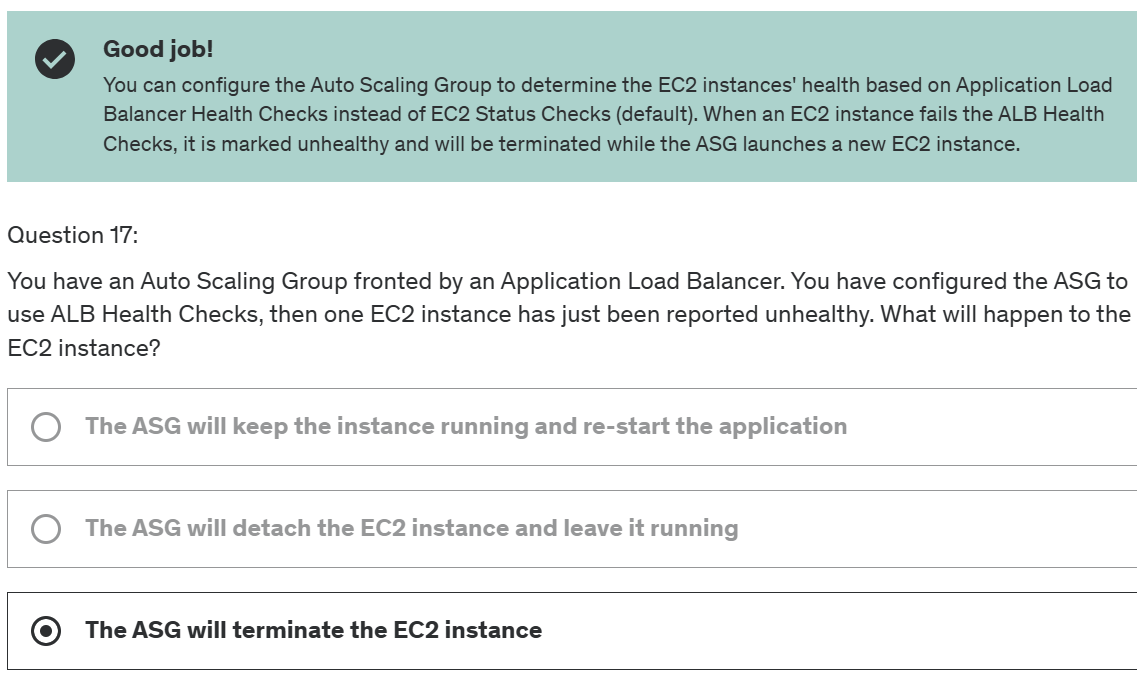 Good job!
You can configure the Auto Scaling Group to determine the EC2 instances' health based on Application Load
Balancer Health Checks instead of EC2 Status Checks (default). When an EC2 instance fails the ALB Health
Checks, it is marked unhealthy and will be terminated while the ASG launches a new EC2 instance.
Question 17:
You have an Auto Scaling Group fronted by an Application Load Balancer. You have configured the ASG to
use ALB Health Checks, then one EC2 instance has just been reported unhealthy. What will happen to the
EC2 instance?
The ASG will keep the instance running and re-start the application
The ASG will detach the EC2 instance and leave it running
The ASG will terminate the EC2 instance